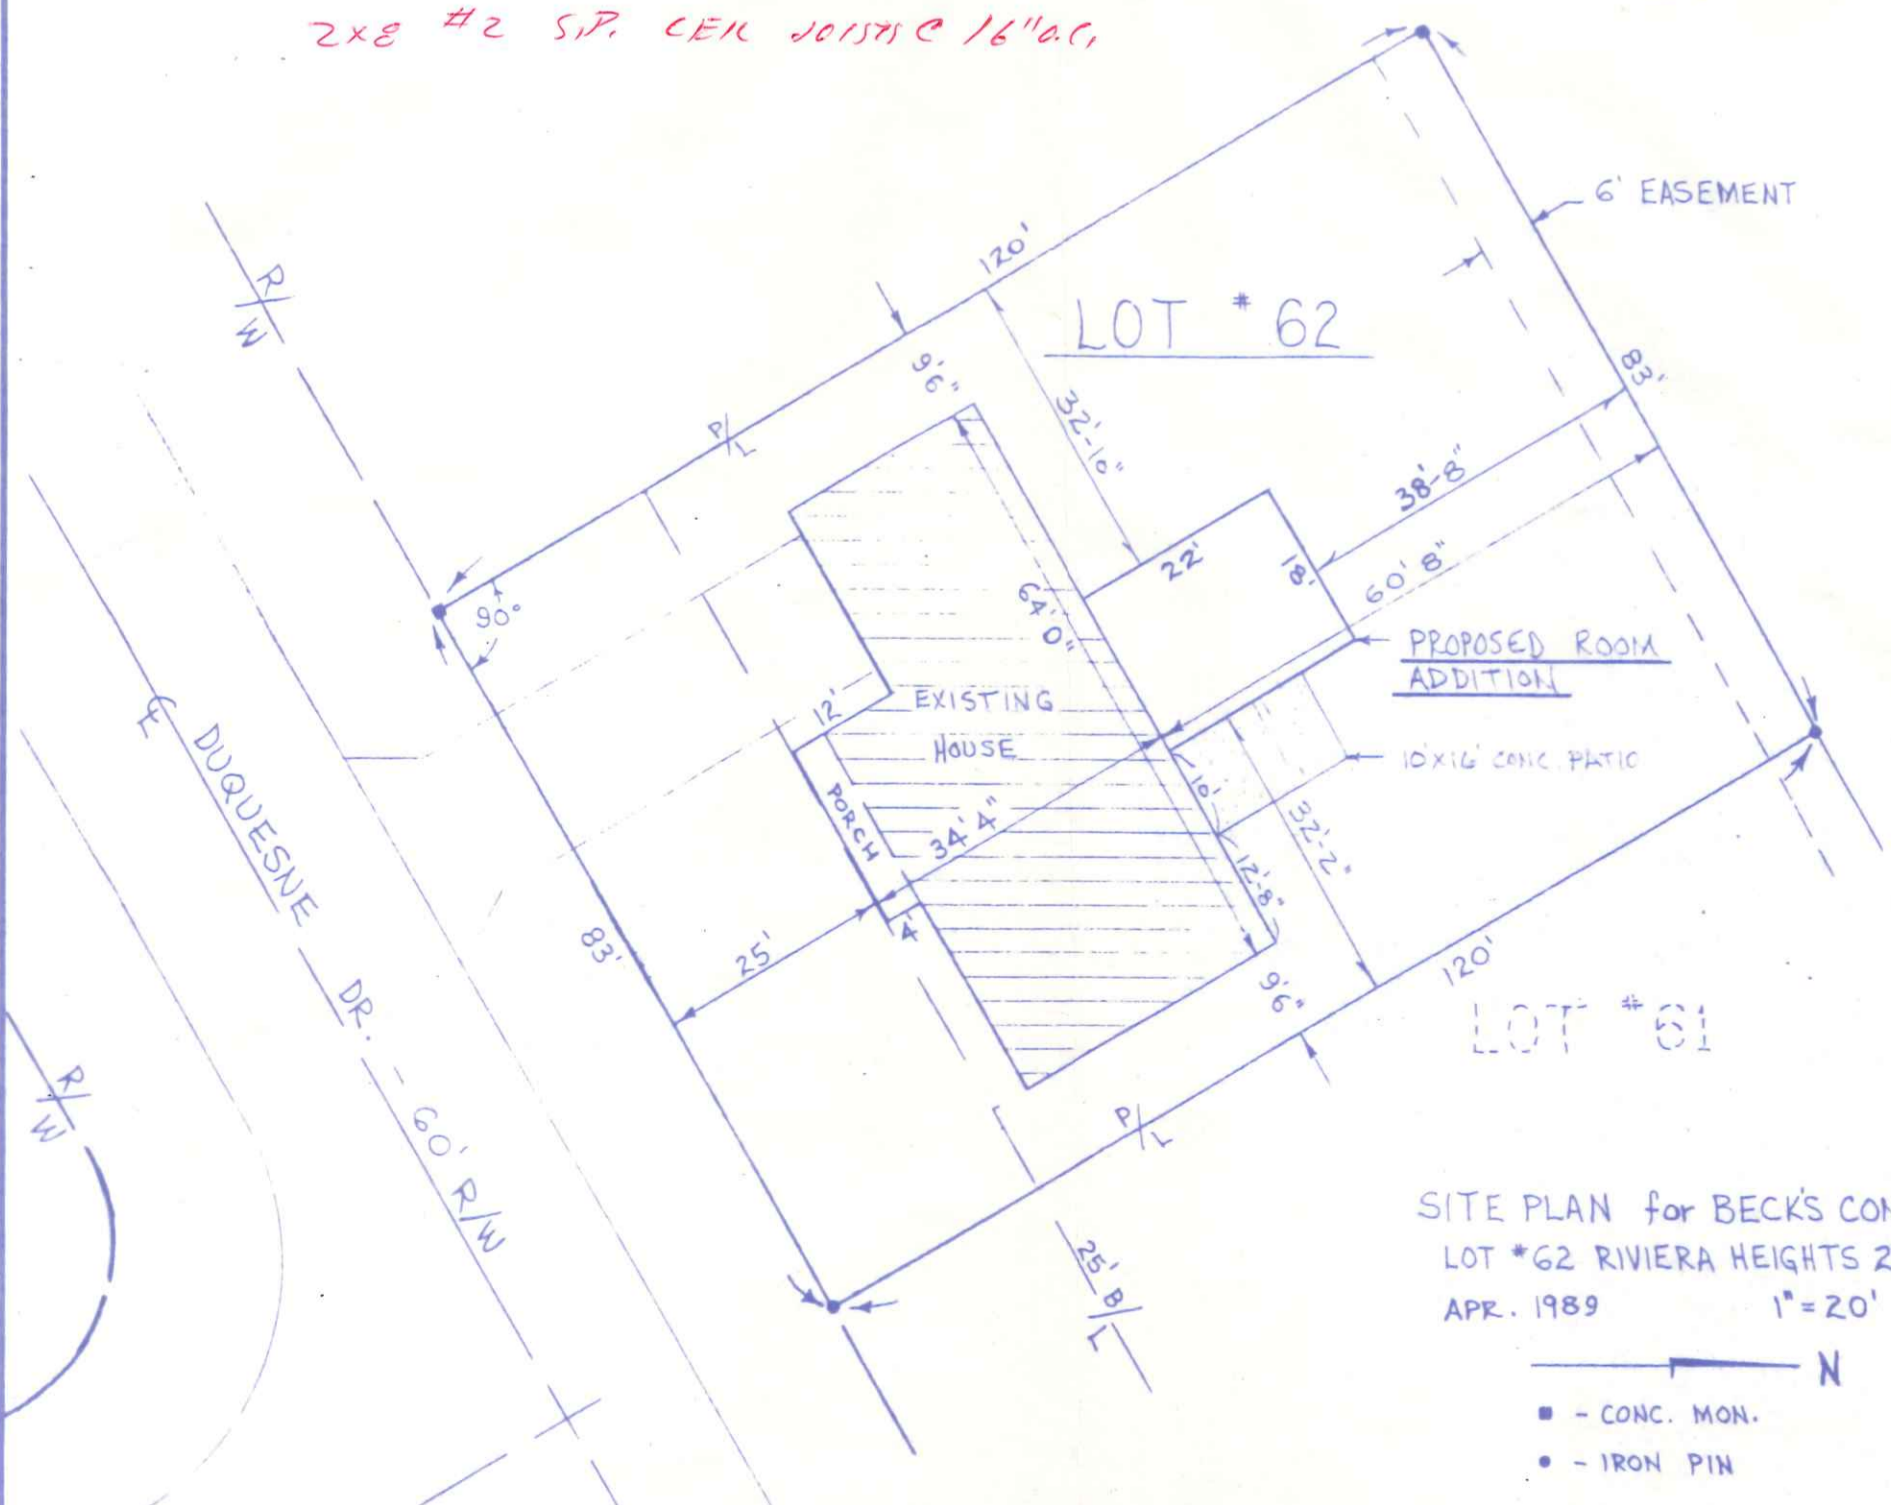 2x8 #2 S.P. CEIL JOISTS @ 16" O.C.
R/W
120'
6' EASEMENT
LOT #62
9'6"
83'
P/L
32'-10"
38'-8"
22'
18'
60' 8"
90°
64' 0"
PROPOSED ROOM
ADDITION
12'
EXISTING
HOUSE
10'X16' CONC. PATIO
10'
PORCH
34' 4"
32'-2"
12'-8"
℄ DUQUESNE DR. - 60' R/W
83'
25'
4'
9'6"
120'
LOT #61
R/W
P/L
25' B/L
SITE PLAN for BECK'S CON
LOT #62 RIVIERA HEIGHTS 2
APR. 1989 1" = 20'
N
■ - CONC. MON.
• - IRON PIN